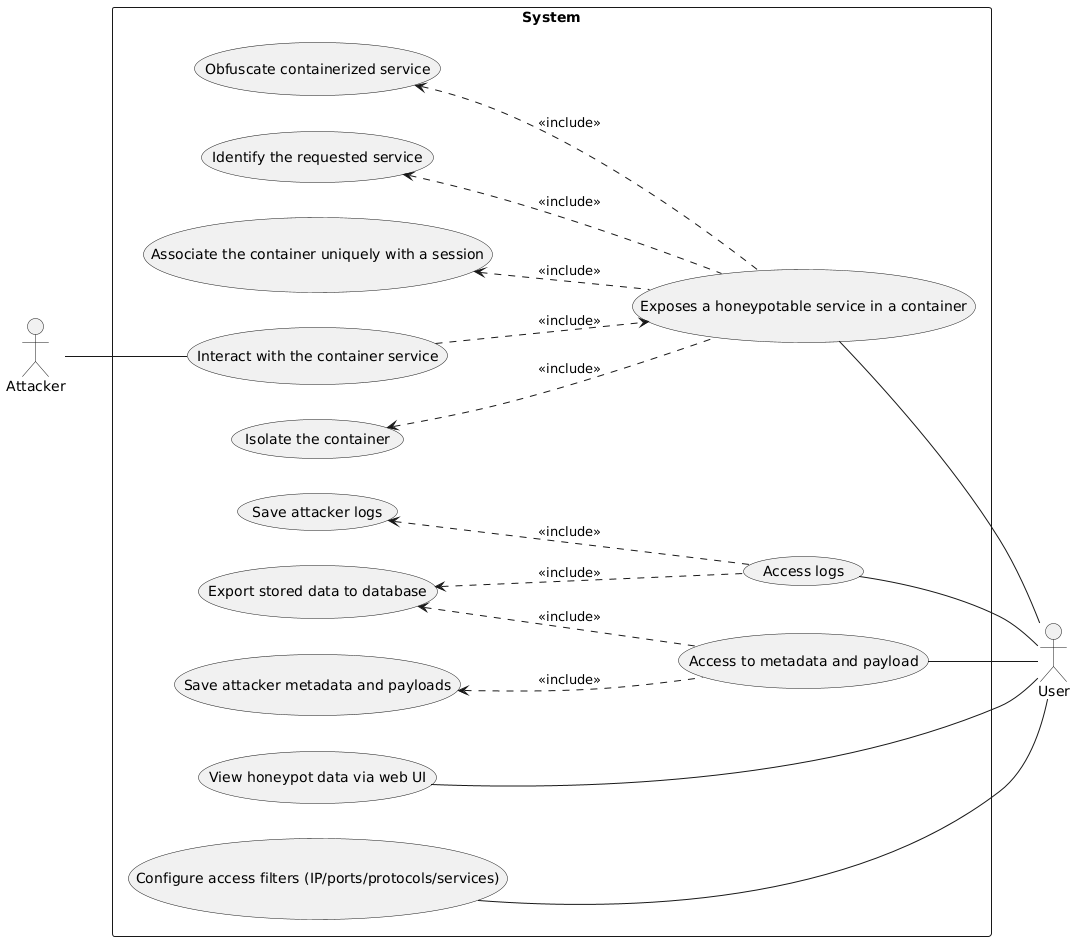 System
Obfuscate containerized service
«include»
Identify the requested service
«include»
Associate the container uniquely with a session
«include»
Exposes a honeypotable service in a container
«include»
Interact with the container service
Attacker
«include»
Isolate the container
Save attacker logs
«include»
Access logs
«include»
Export stored data to database
«include»
Access to metadata and payload
«include»
Save attacker metadata and payloads
User
View honeypot data via web UI
Configure access filters (IP/ports/protocols/services)